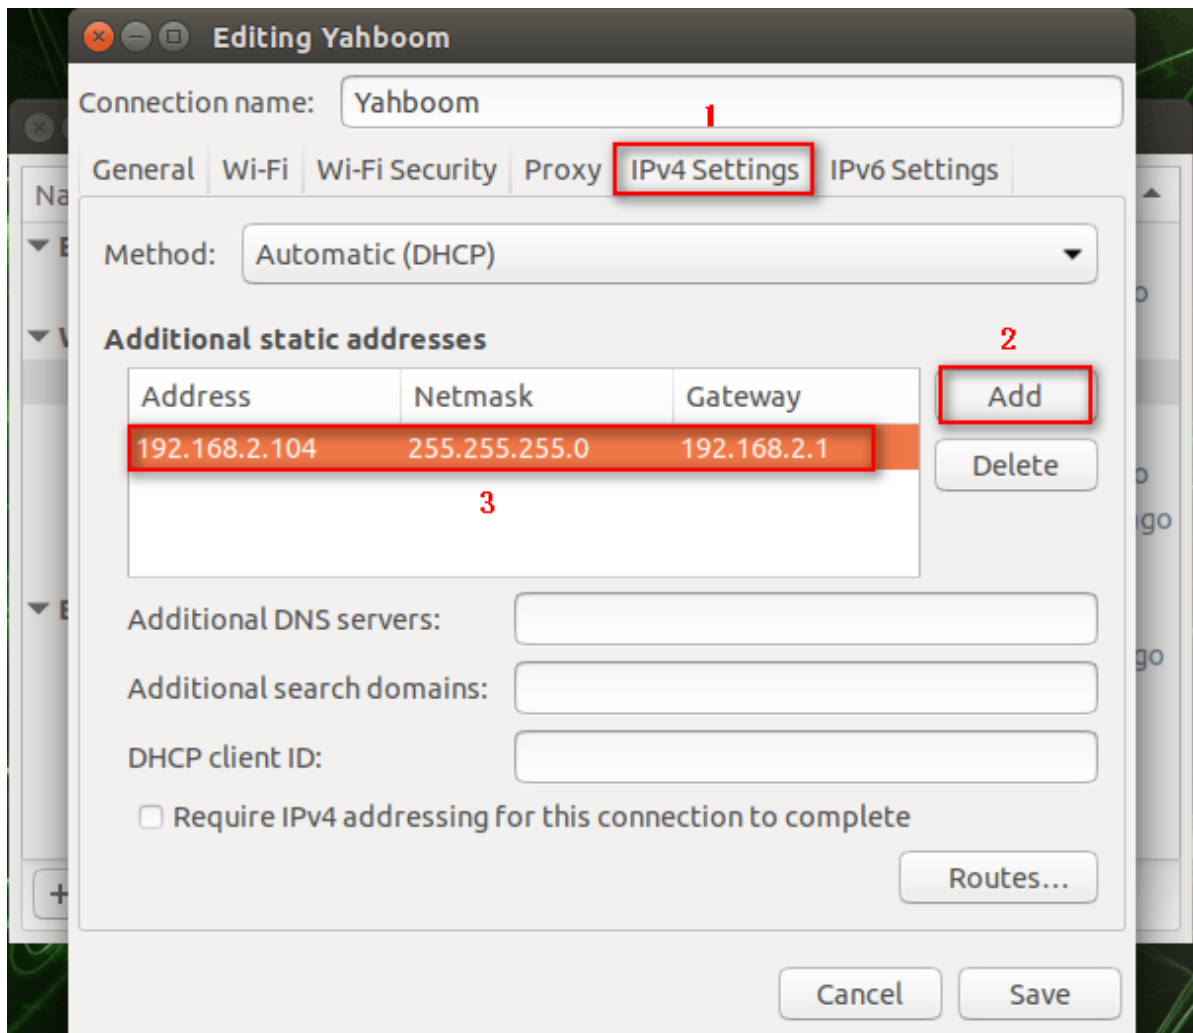 Editing Yahboom
Connection name: Yahboom
1
General Wi-Fi Wi-Fi Security Proxy IPv4 Settings IPv6 Settings
Na
Method: Automatic (DHCP)
Additional static addresses
2
Address Netmask Gateway Add
192.168.2.104 255.255.255.0 192.168.2.1
Delete
3
go
Additional DNS servers:
go
Additional search domains:
DHCP client ID:
Require IPv4 addressing for this connection to complete
Routes...
+
Cancel Save